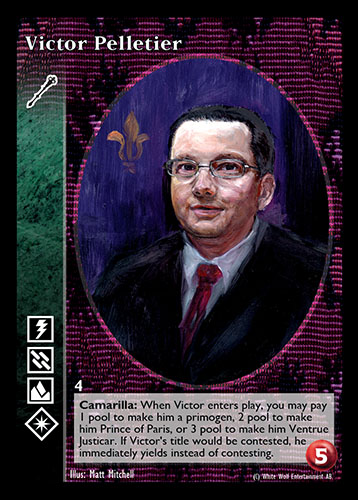 Victor Pelletier
4
Camarilla: When Victor enters play, you may pay
1 pool to make him a primogen, 2 pool to make
him Prince of Paris, or 3 pool to make him Ventrue
Justicar. If Victor's title would be contested, he
immediately yields instead of contesting.
5
Illus: Matt Mitchell
(C) White Wolf Entertainment AB.